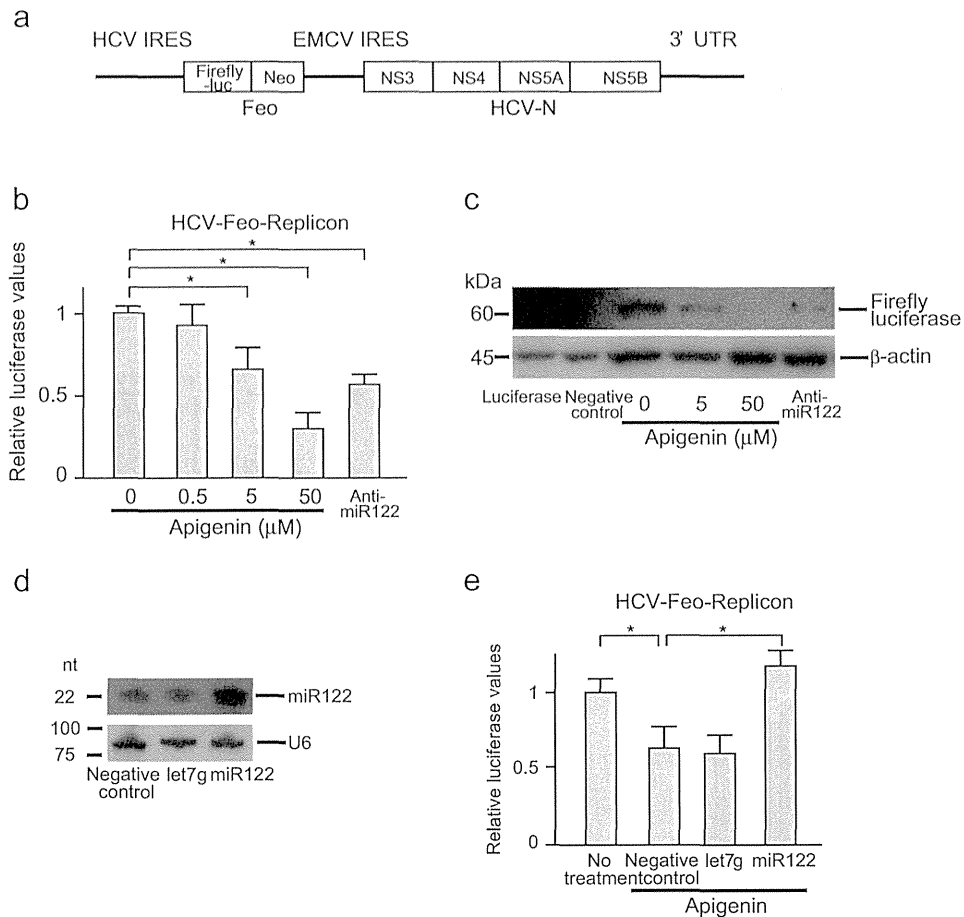 a
HCV IRES EMCV IRES 3' UTR
Firefly
-luc Neo NS3 NS4 NS5A NS5B
Feo HCV-N
b
HCV-Feo-Replicon
*
*
*
Relative luciferase values
1
0.5
0
0 0.5 5 50 Anti-
miR122
Apigenin (μM)
c
kDa
60
Firefly
luciferase
45
β-actin
Luciferase Negative
control 0 5 50 Anti-
miR122
Apigenin (μM)
d
nt
22 miR122
100
75 U6
Negative
control let7g miR122
e
HCV-Feo-Replicon
* *
Relative luciferase values
1
0.5
0
No
treatment Negative
control let7g miR122
Apigenin